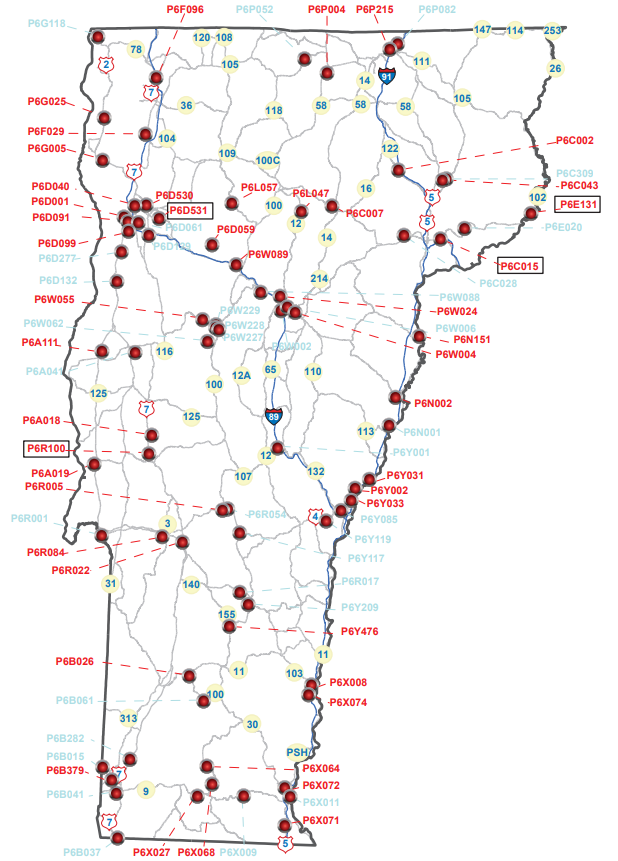 P6F096
P6P004
P6P215
P6G118
P6P052
P6P082
147
114
253
120
108
78
2
105
111
26
7
91
14
36
118
58
58
58
105
P6G025
P6F029
104
122
P6C002
P6G005
109
100C
7
P6C309
P6C043
16
5
102
P6D040
P6D530
P6L057
P6L047
P6E131
P6D001
P6D531
100
P6C007
P6D091
P6D061
12
5
P6E020
P6D099
P6D139
P6D059
14
P6D277
P6W089
P6C015
P6D132
214
P6C028
P6W088
P6W055
P6W229
P6W024
P6W062
P6W228
P6W006
P6W227
P6N151
P6A111
116
P6W002
P6W004
P6A041
65
110
12A
100
125
P6N002
7
125
89
P6A018
113
P6N001
P6R100
12
P6Y001
P6A019
107
132
P6Y031
P6R005
P6Y002
P6Y033
P6R001
3
P6R054
4
P6Y085
P6Y119
P6R084
P6Y117
P6R022
31
140
P6R017
155
P6Y209
P6Y476
11
P6B026
11
103
P6X008
P6B061
100
P6X074
313
30
P6B282
PSH
P6B015
7
P6X064
P6B379
P6X072
P6B041
9
P6X011
7
P6X071
5
P6B037
P6X027
P6X068
P6X009